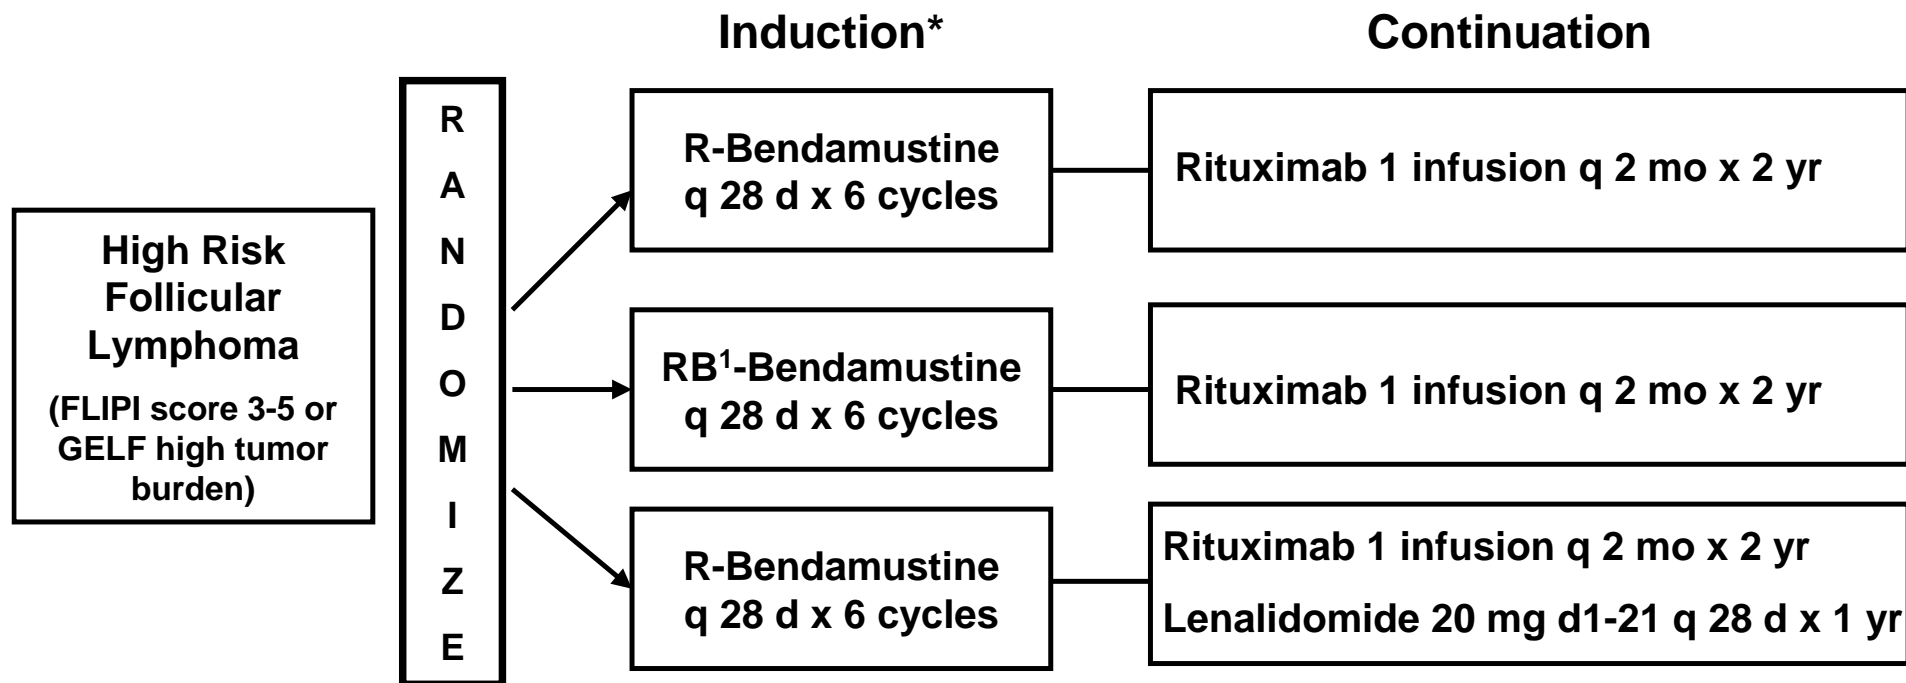 Induction*
Continuation
High Risk
Follicular
Lymphoma
(FLIPI score 3-5 or
GELF high tumor
burden)
R
A
N
D
O
M
I
Z
E
R-Bendamustine
q 28 d x 6 cycles
Rituximab 1 infusion q 2 mo x 2 yr
RB¹-Bendamustine
q 28 d x 6 cycles
Rituximab 1 infusion q 2 mo x 2 yr
R-Bendamustine
q 28 d x 6 cycles
Rituximab 1 infusion q 2 mo x 2 yr
Lenalidomide 20 mg d1-21 q 28 d x 1 yr